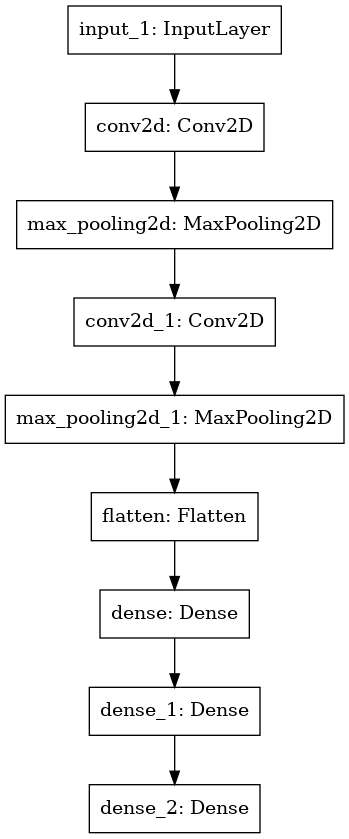 input_1: InputLayer
conv2d: Conv2D
max_pooling2d: MaxPooling2D
conv2d_1: Conv2D
max_pooling2d_1: MaxPooling2D
flatten: Flatten
dense: Dense
dense_1: Dense
dense_2: Dense